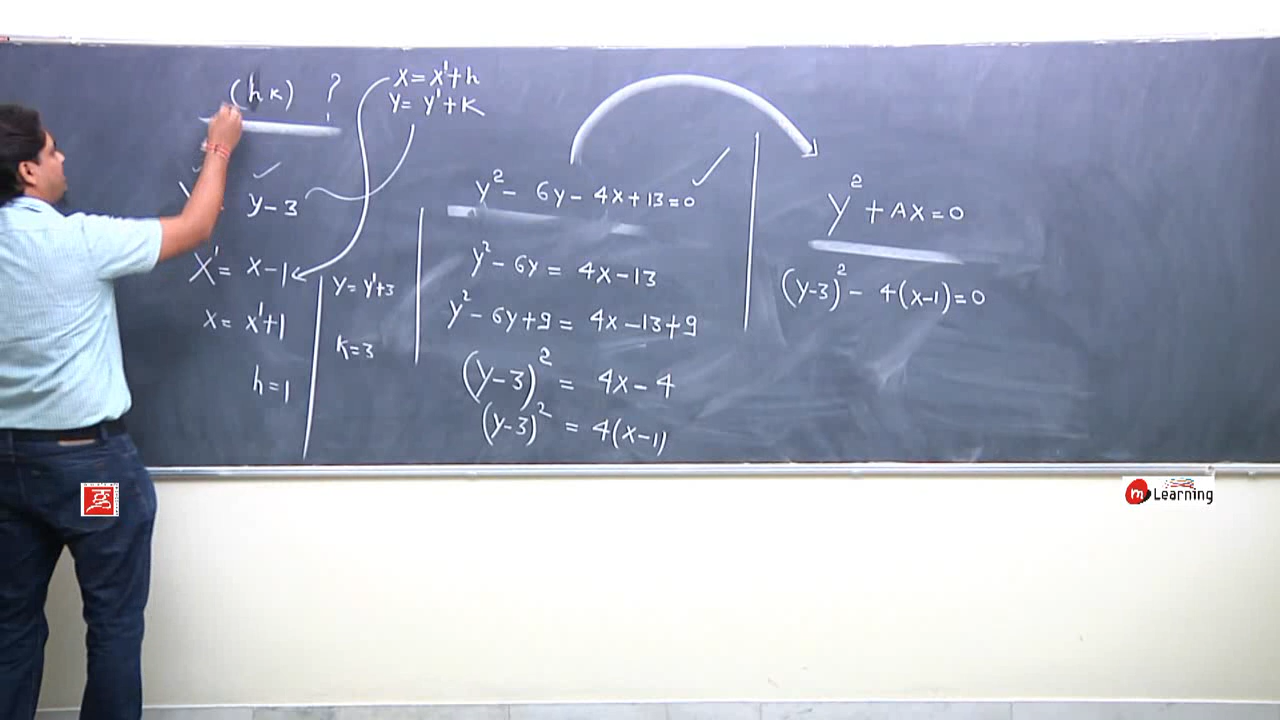 (h K) ?
X = X' + h
Y = Y' + K
y - 3
X' = X - 1
X = X' + 1
h = 1
Y = Y' + 3
K = 3
y² - 6y - 4x + 13 = 0
y² - 6y = 4x - 13
y² - 6y + 9 = 4x - 13 + 9
(y - 3)² = 4x - 4
(y - 3)² = 4(x - 1)
Y² + AX = 0
(y - 3)² - 4(x - 1) = 0
m Learning